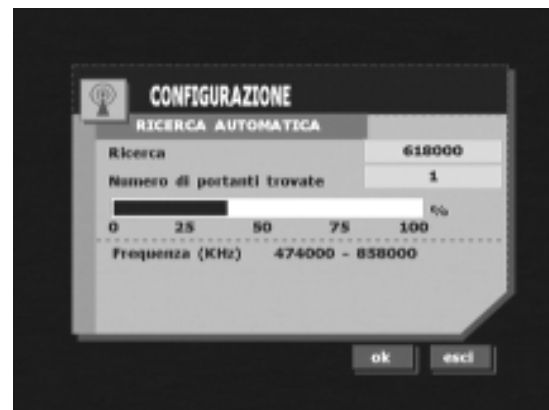 CONFIGURAZIONE
RICERCA AUTOMATICA
Ricerca 618000
Numero di portanti trovate 1
%
0 25 50 75 100
Frequenza (KHz) 474000 - 858000
ok esci